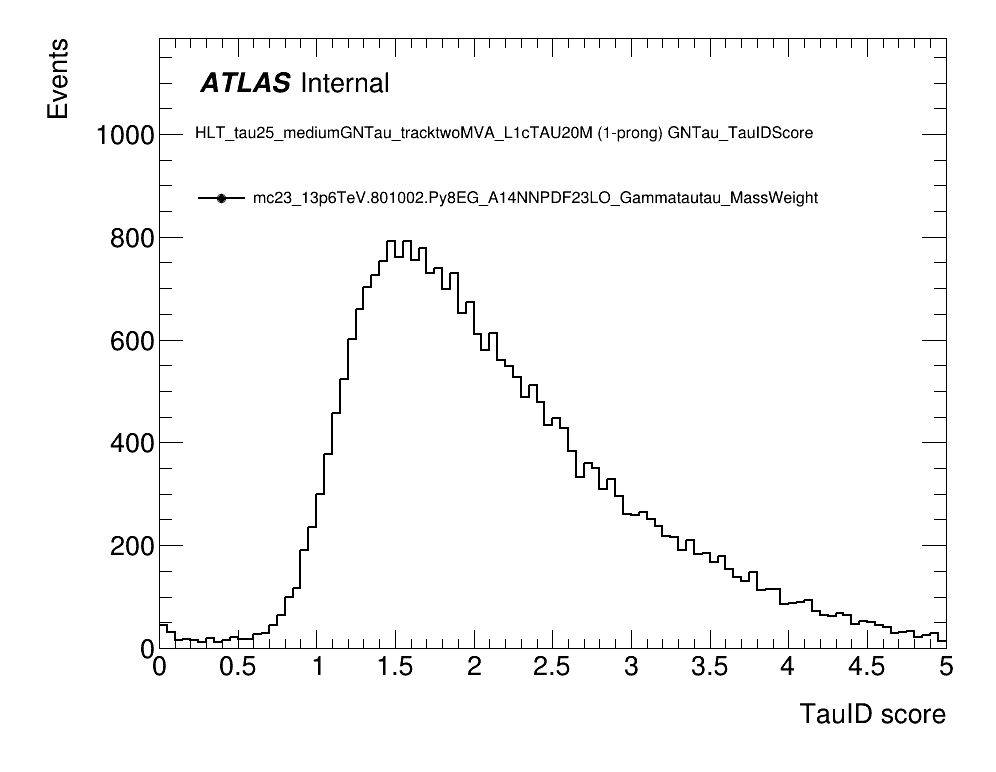 Events
ATLAS Internal
HLT_tau25_mediumGNTau_tracktwoMVA_L1cTAU20M (1-prong) GNTau_TauIDScore
mc23_13p6TeV.801002.Py8EG_A14NNPDF23LO_Gammatautau_MassWeight
1000
800
600
400
200
0
0 0.5 1 1.5 2 2.5 3 3.5 4 4.5 5
TauID score